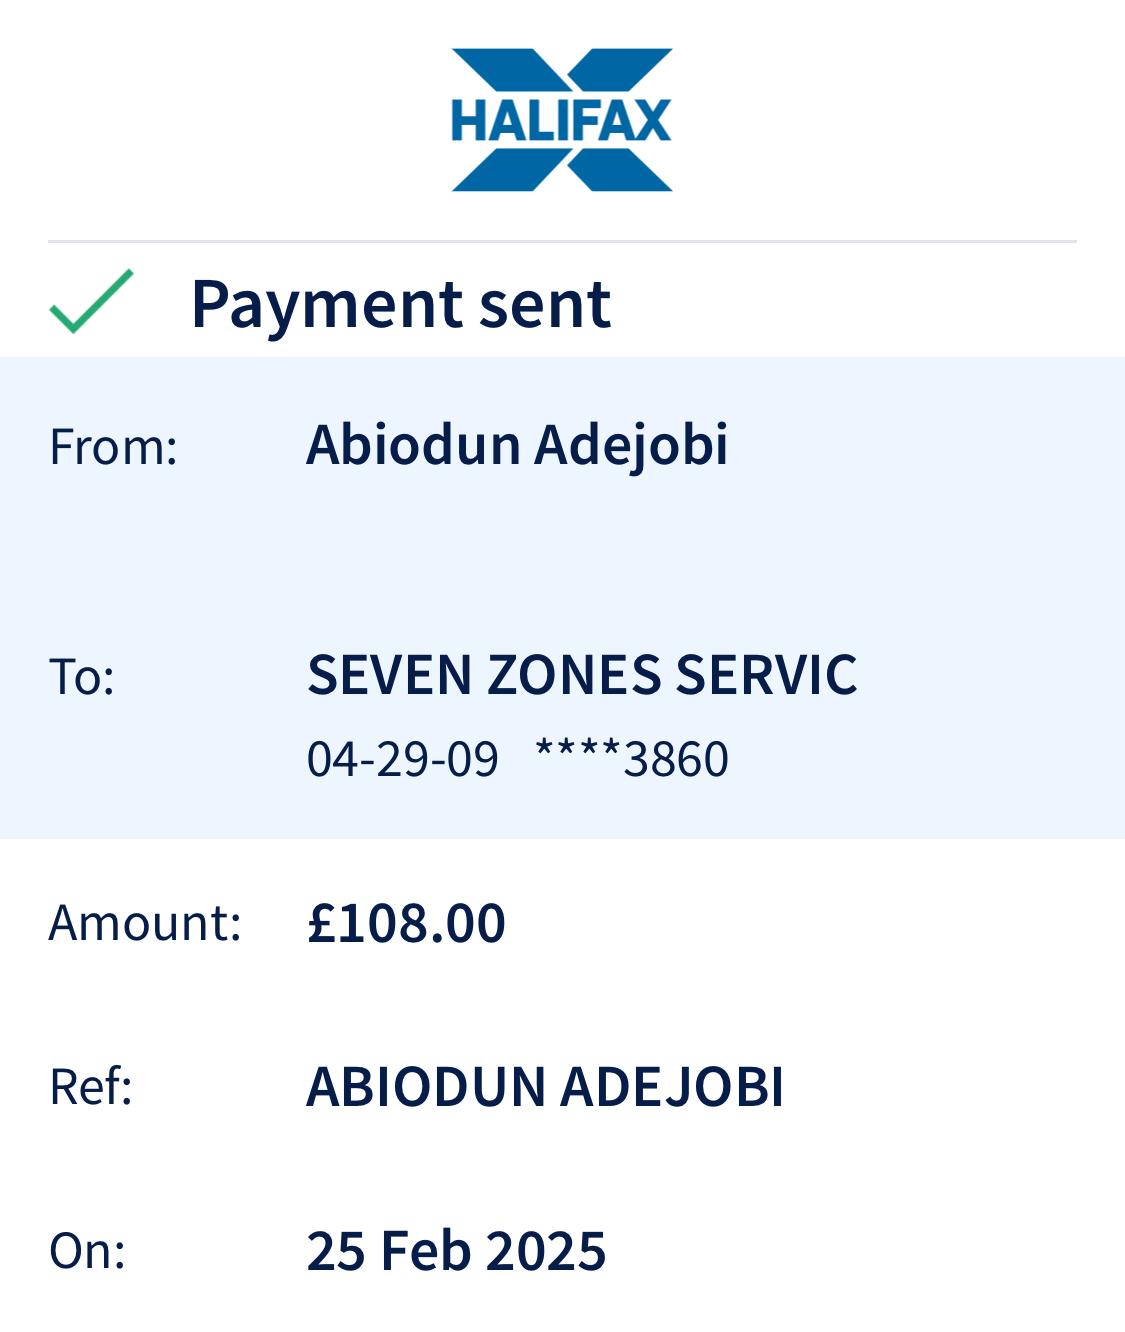 HALIFAX
Payment sent
From: Abiodun Adejobi
To: SEVEN ZONES SERVIC
04-29-09 ****3860
Amount: £108.00
Ref: ABIODUN ADEJOBI
On: 25 Feb 2025